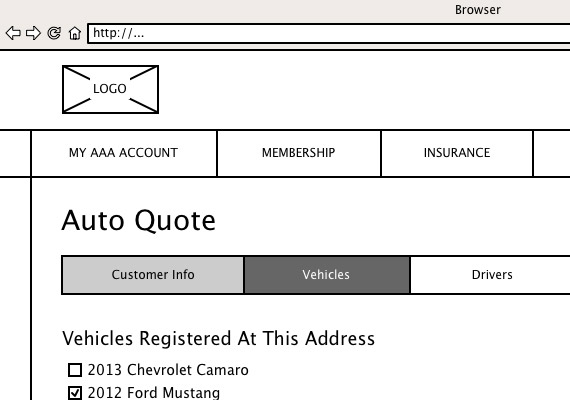 Browser
http://...
LOGO
MY AAA ACCOUNT MEMBERSHIP INSURANCE
Auto Quote
Customer Info Vehicles Drivers
Vehicles Registered At This Address
2013 Chevrolet Camaro
2012 Ford Mustang